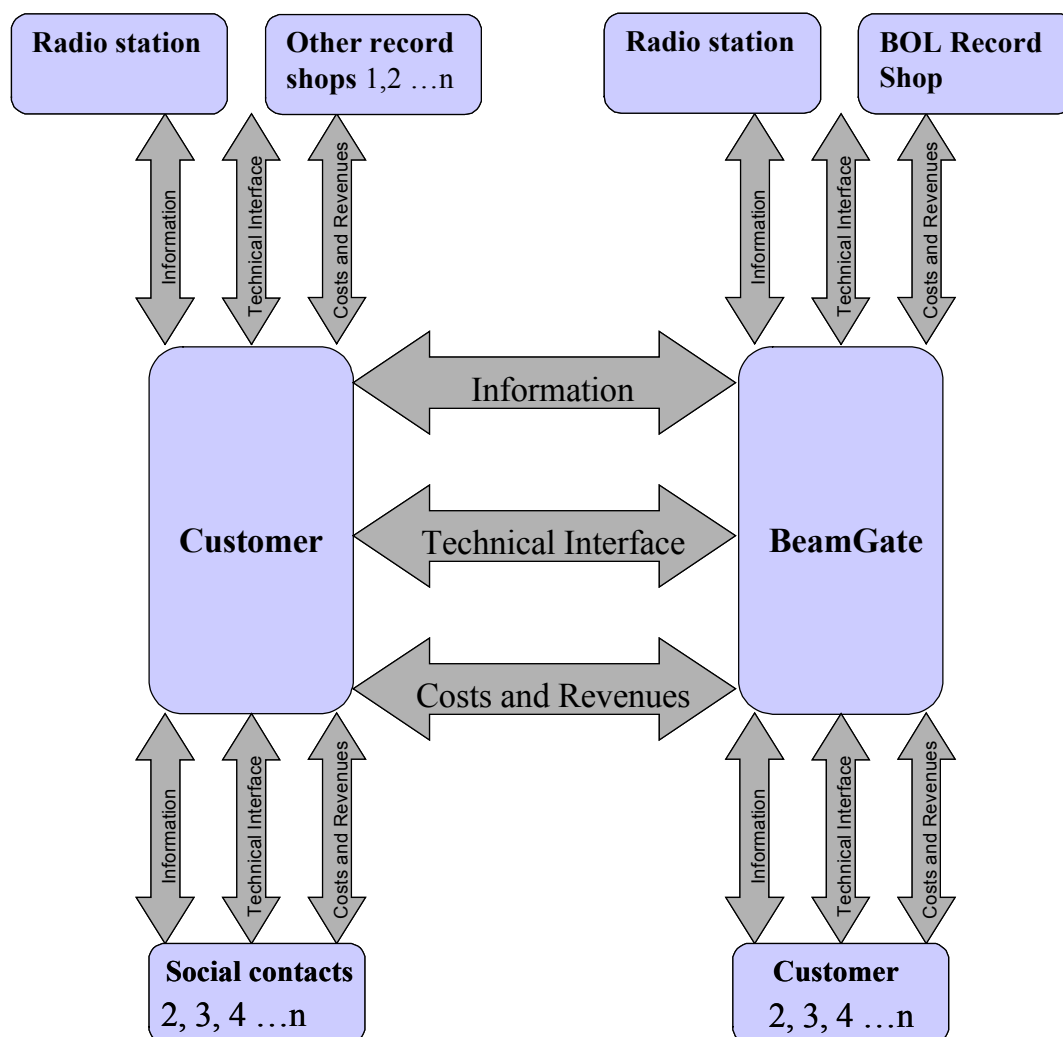 Radio station
Other record
shops 1,2 …n
Radio station
BOL Record
Shop
Information
Technical Interface
Costs and Revenues
Information
Technical Interface
Costs and Revenues
Customer
Information
Technical Interface
Costs and Revenues
BeamGate
Information
Technical Interface
Costs and Revenues
Information
Technical Interface
Costs and Revenues
Social contacts
2, 3, 4 …n
Customer
2, 3, 4 …n